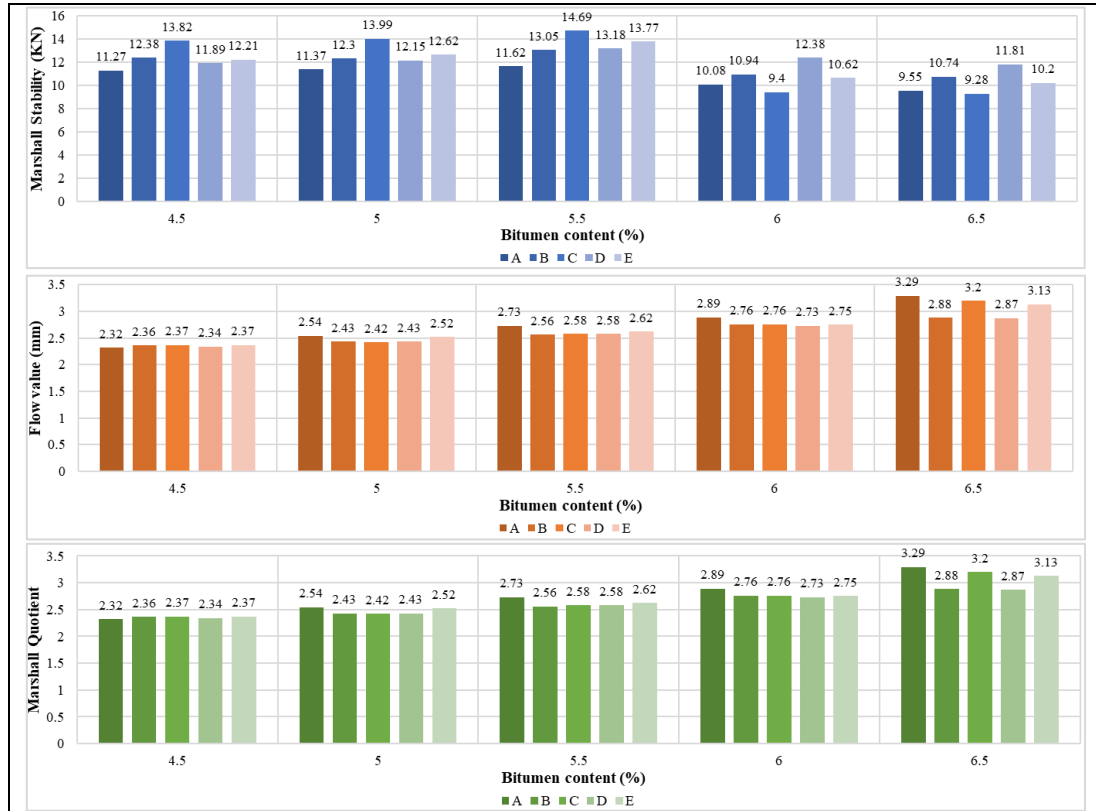 Marshall Stability (KN)
16
14
12
10
8
6
4
2
0
11.27 12.38 13.82 11.89 12.21
11.37 12.3 13.99 12.15 12.62
11.62 13.05 14.69 13.18 13.77
10.08 10.94 9.4 12.38 10.62
9.55 10.74 9.28 11.81 10.2
4.5 5 5.5 6 6.5
Bitumen content (%)
A B C D E
Flow value (mm)
3.5
3
2.5
2
1.5
1
0.5
0
2.32 2.36 2.37 2.34 2.37
2.54 2.43 2.42 2.43 2.52
2.73 2.56 2.58 2.58 2.62
2.89 2.76 2.76 2.73 2.75
3.29 2.88 3.2 2.87 3.13
4.5 5 5.5 6 6.5
Bitumen content (%)
A B C D E
Marshall Quotient
3.5
3
2.5
2
1.5
1
0.5
0
2.32 2.36 2.37 2.34 2.37
2.54 2.43 2.42 2.43 2.52
2.73 2.56 2.58 2.58 2.62
2.89 2.76 2.76 2.73 2.75
3.29 2.88 3.2 2.87 3.13
4.5 5 5.5 6 6.5
Bitumen content (%)
A B C D E